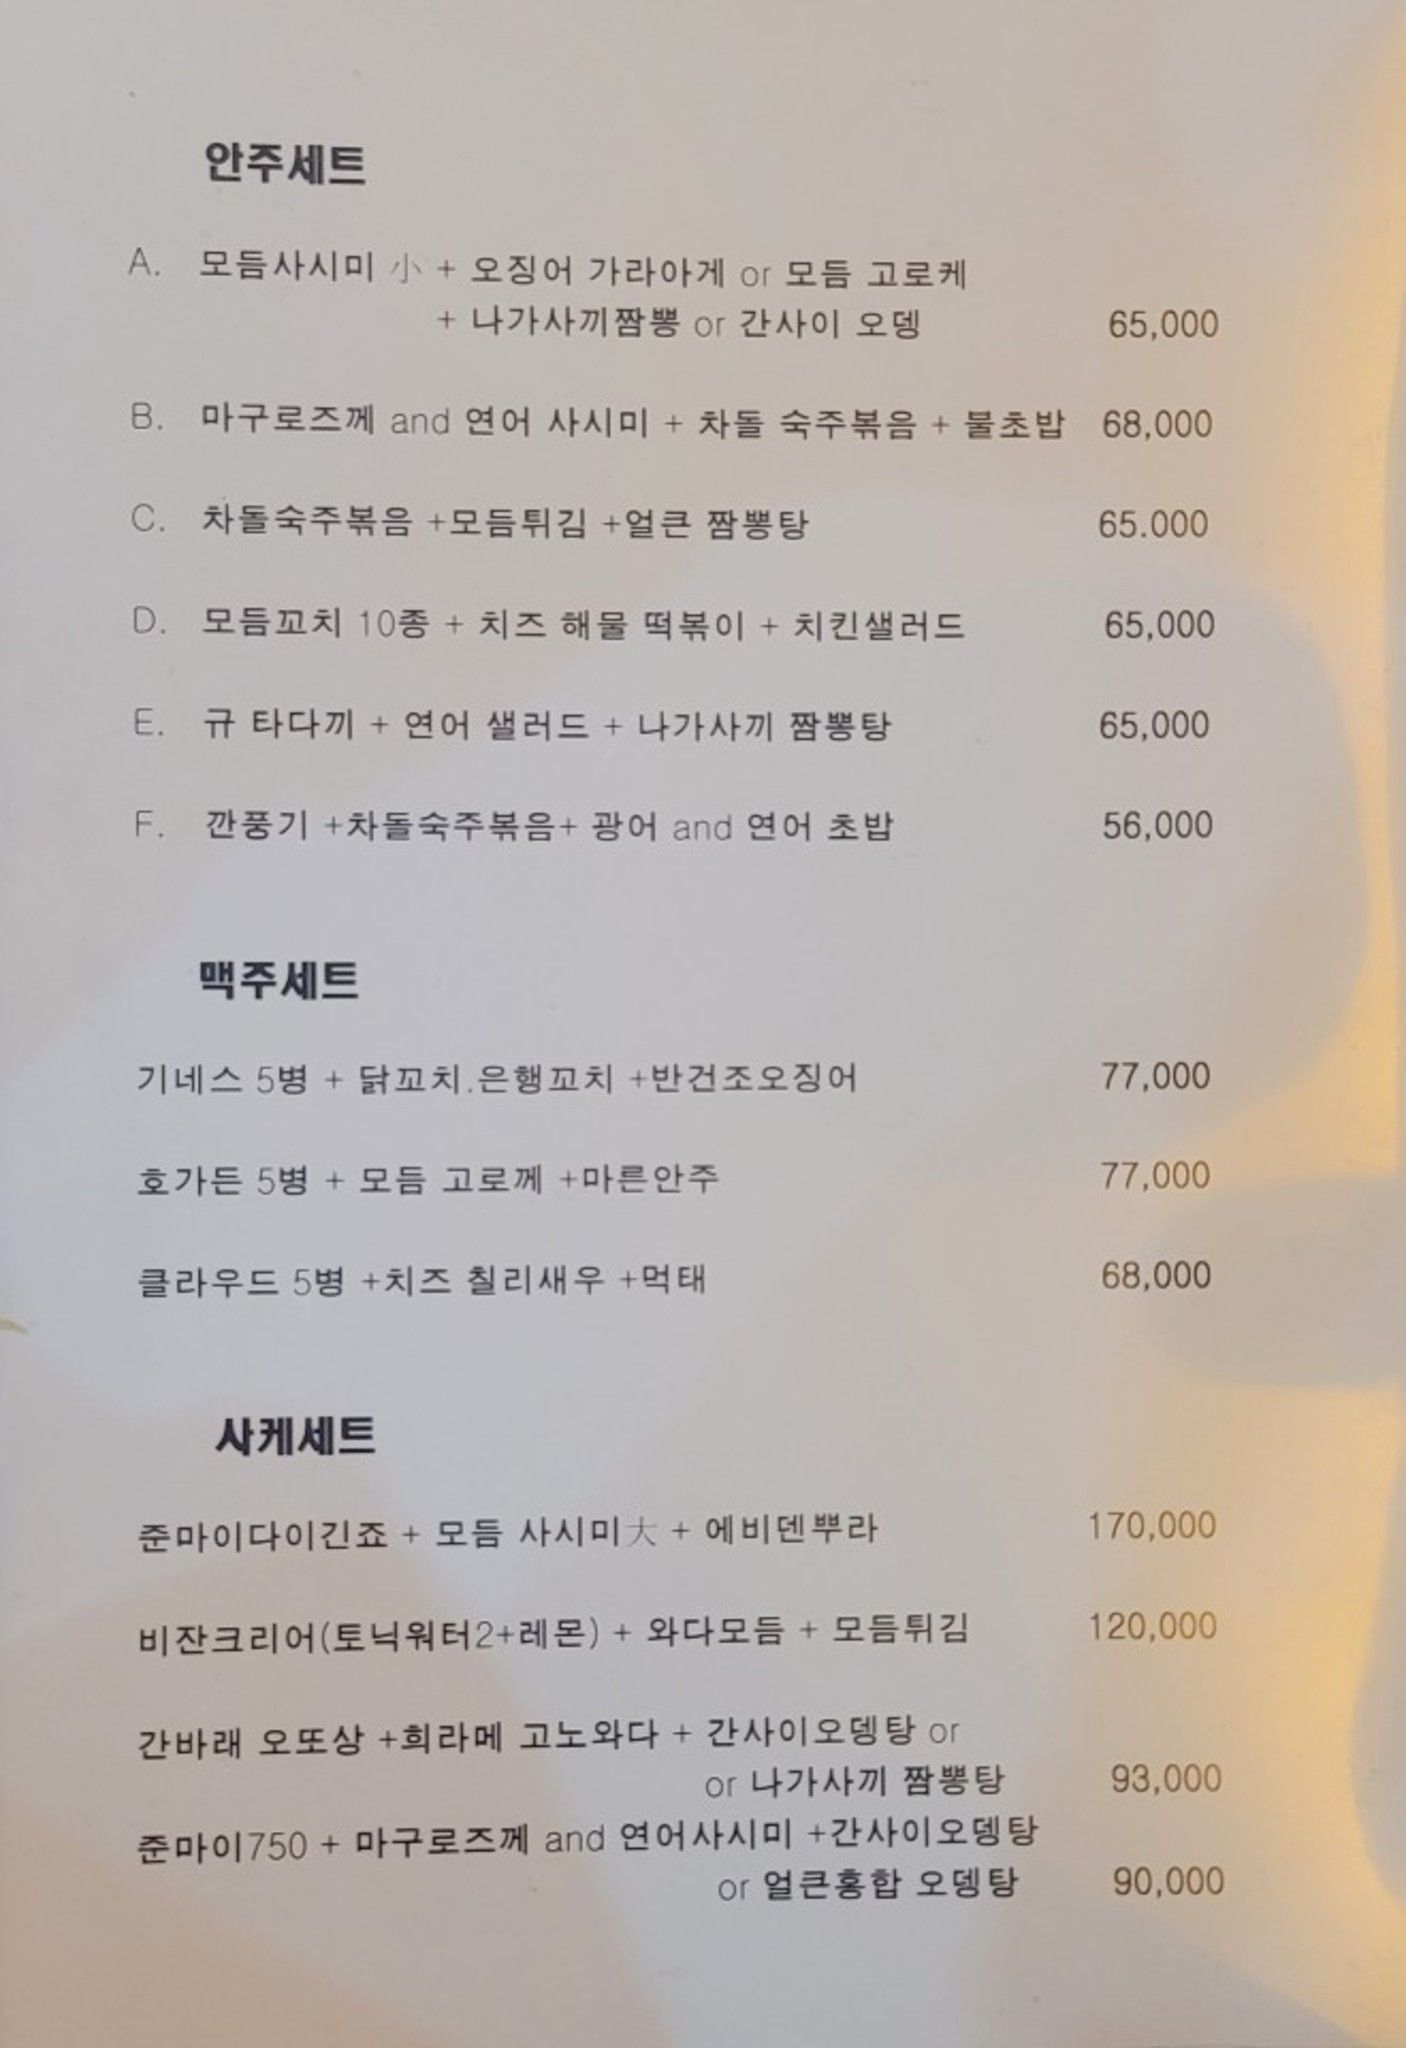 안주세트
A. 모듬사시미 小 + 오징어 가라아게 or 모듬 고로케
+ 나가사끼짬뽕 or 간사이 오뎅 65,000
B. 마구로즈께 and 연어 사시미 + 차돌 숙주볶음 + 불초밥 68,000
C. 차돌숙주볶음 +모듬튀김 +얼큰 짬뽕탕 65.000
D. 모듬꼬치 10종 + 치즈 해물 떡볶이 + 치킨샐러드 65,000
E. 규 타다끼 + 연어 샐러드 + 나가사끼 짬뽕탕 65,000
F. 깐풍기 +차돌숙주볶음+ 광어 and 연어 초밥 56,000
맥주세트
기네스 5병 + 닭꼬치.은행꼬치 +반건조오징어 77,000
호가든 5병 + 모듬 고로께 +마른안주 77,000
클라우드 5병 +치즈 칠리새우 +먹태 68,000
사케세트
준마이다이긴죠 + 모듬 사시미大 + 에비덴뿌라 170,000
비잔크리어(토닉워터2+레몬) + 와다모듬 + 모듬튀김 120,000
간바래 오또상 +희라메 고노와다 + 간사이오뎅탕 or
or 나가사끼 짬뽕탕 93,000
준마이750 + 마구로즈께 and 연어사시미 +간사이오뎅탕
or 얼큰홍합 오뎅탕 90,000